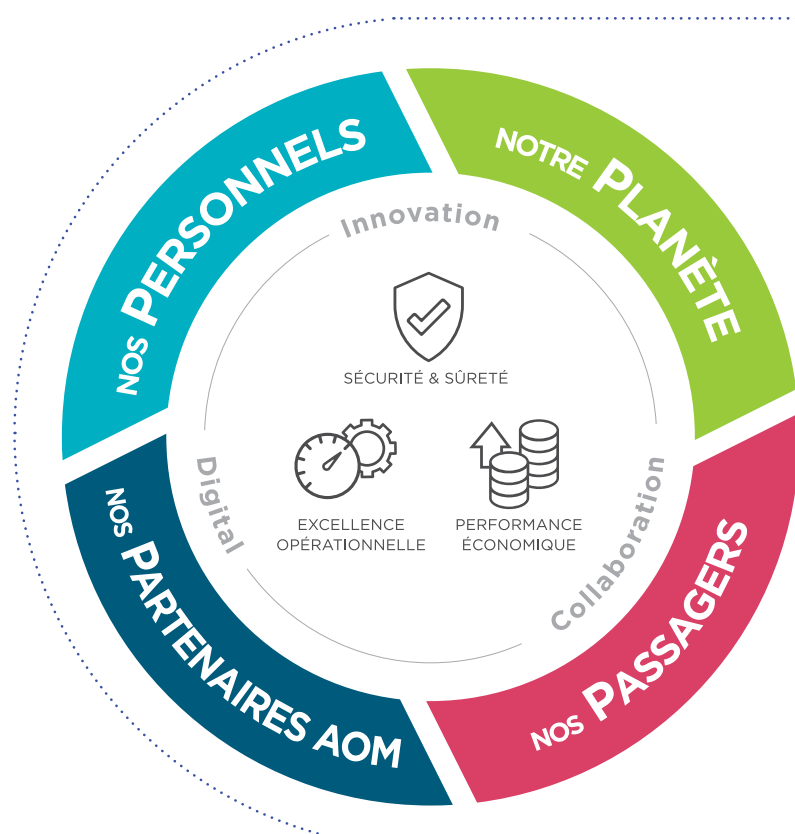 NOS PERSONNELS
NOTRE PLANÈTE
Innovation
SÉCURITÉ & SÛRETÉ
Digital
EXCELLENCE
OPÉRATIONNELLE
PERFORMANCE
ÉCONOMIQUE
Collaboration
NOS PARTENAIRES AOM
NOS PASSAGERS